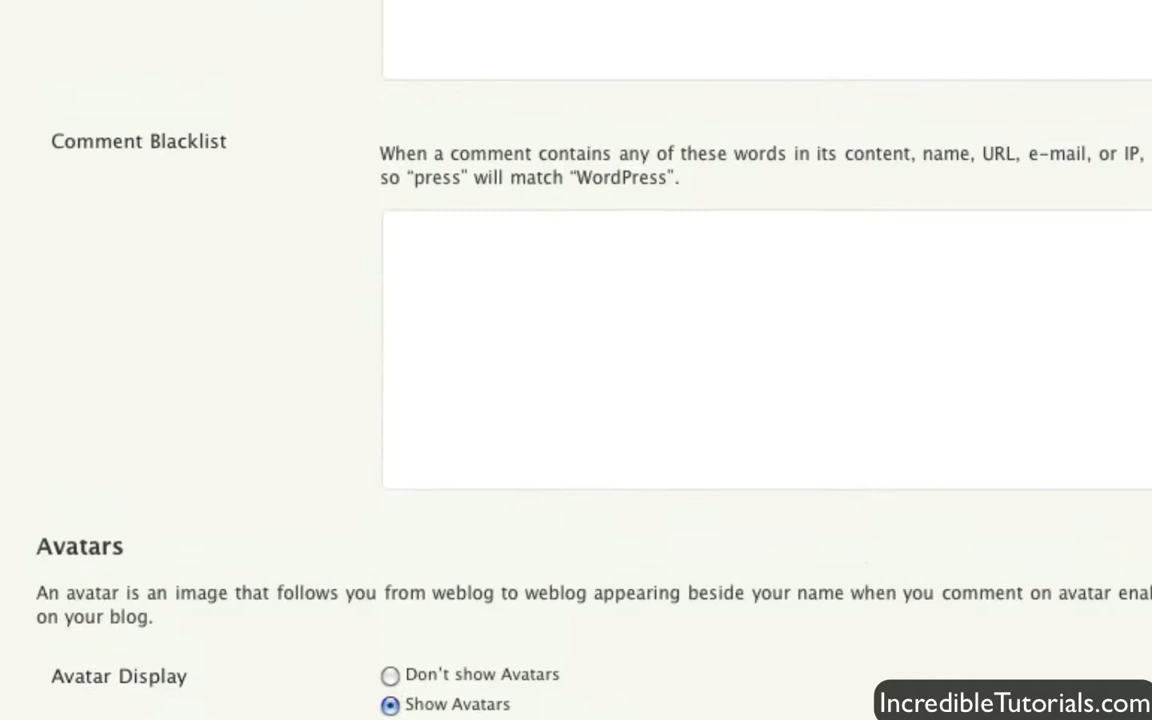 Comment Blacklist
When a comment contains any of these words in its content, name, URL, e-mail, or IP,
so “press” will match “WordPress”.
Avatars
An avatar is an image that follows you from weblog to weblog appearing beside your name when you comment on avatar enal
on your blog.
Avatar Display
Don't show Avatars
Show Avatars
IncredibleTutorials.com